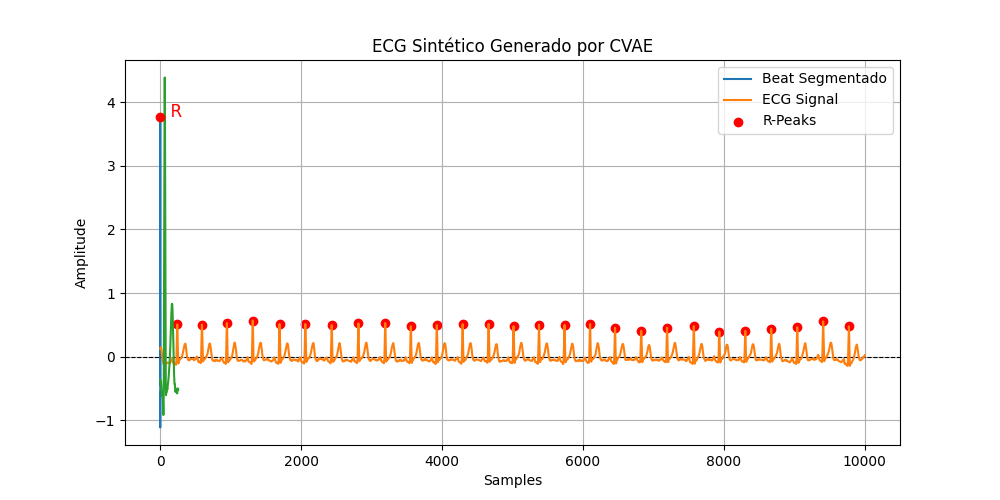 ECG Sintético Generado por CVAE
Beat Segmentado
ECG Signal
R-Peaks
R
Amplitude
4
3
2
1
0
−1
0
2000
4000
6000
8000
10000
Samples